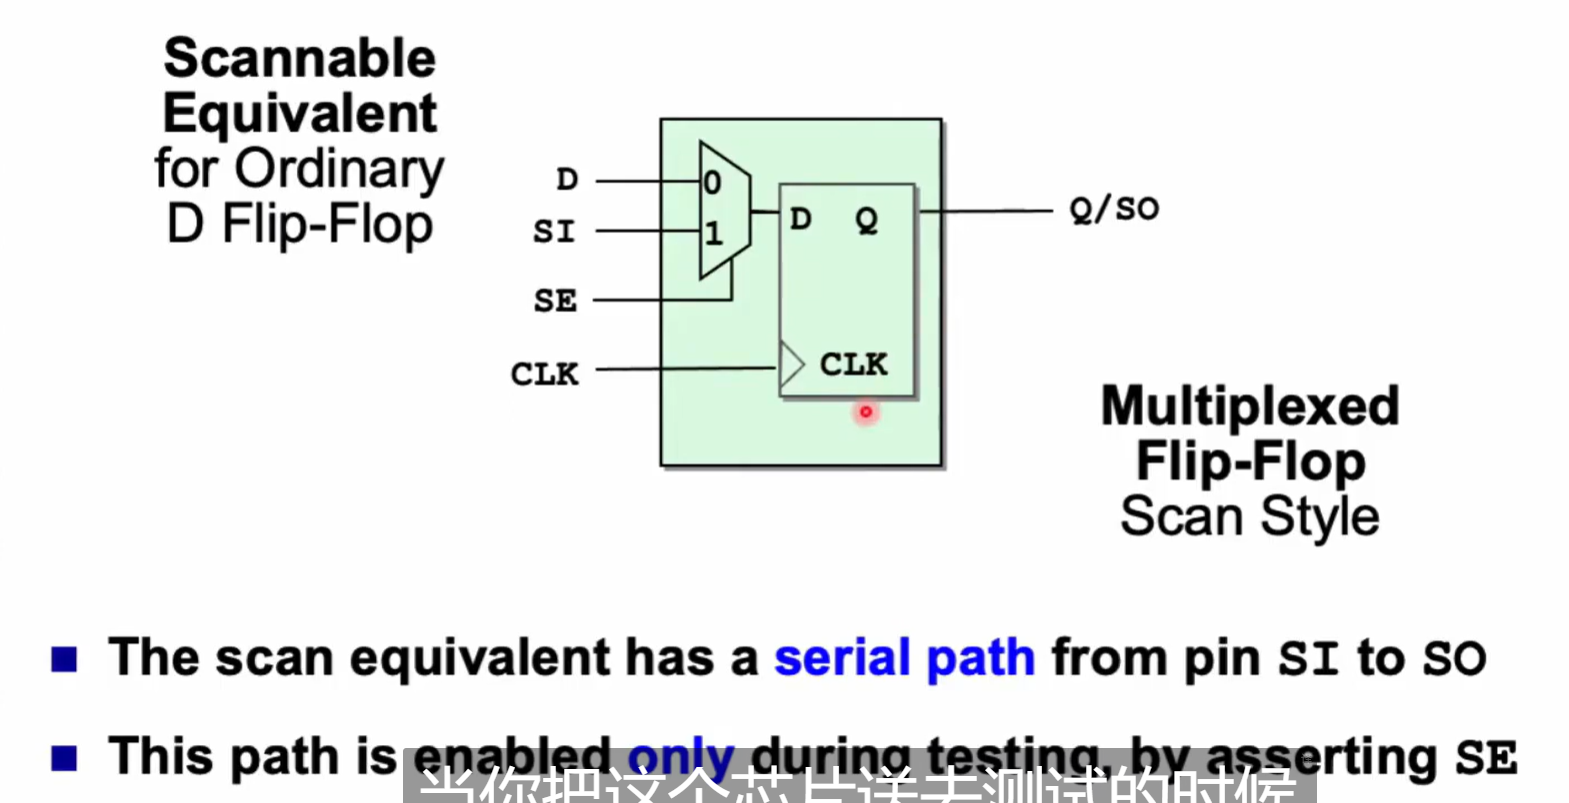 Scannable
Equivalent
for Ordinary
D Flip-Flop
D
SI
SE
CLK
0
1
D Q
CLK
Q/SO
Multiplexed
Flip-Flop
Scan Style
The scan equivalent has a serial path from pin SI to SO
This path is enabled only during testing, by asserting SE
当你把这个芯片送去测试的时候